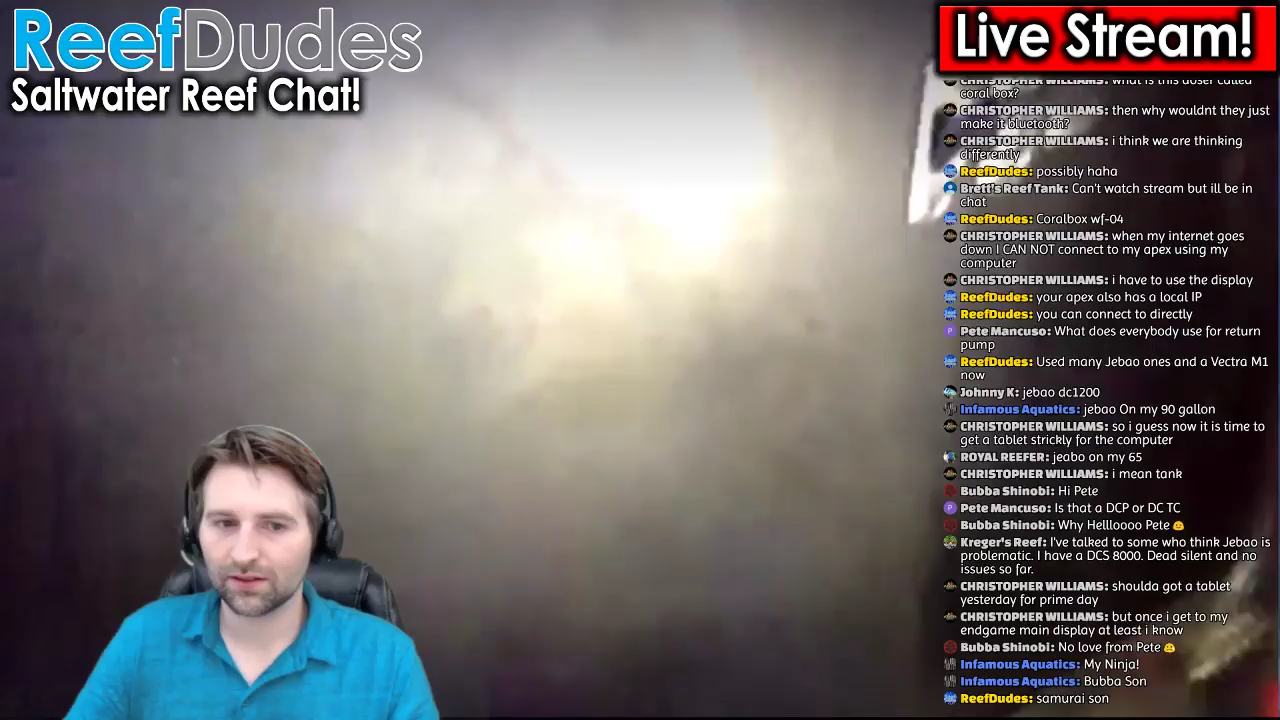 ReefDudes
Saltwater Reef Chat!
Live Stream!
CHRISTOPHER WILLIAMS: what is this doser called
coral box?
CHRISTOPHER WILLIAMS: then why wouldnt they just
make it bluetooth?
CHRISTOPHER WILLIAMS: i think we are thinking
differently
ReefDudes: possibly haha
Brett's Reef Tank: Can't watch stream but ill be in
chat
ReefDudes: Coralbox wf-04
CHRISTOPHER WILLIAMS: when my internet goes
down I CAN NOT connect to my apex using my
computer
CHRISTOPHER WILLIAMS: i have to use the display
ReefDudes: your apex also has a local IP
ReefDudes: you can connect to directly
P Pete Mancuso: What does everybody use for return
pump
ReefDudes: Used many Jebao ones and a Vectra M1
now
Johnny K: jebao dc1200
Infamous Aquatics: jebao On my 90 gallon
CHRISTOPHER WILLIAMS: so i guess now it is time to
get a tablet strickly for the computer
ROYAL REEFER: jeabo on my 65
CHRISTOPHER WILLIAMS: i mean tank
Bubba Shinobi: Hi Pete
P Pete Mancuso: Is that a DCP or DC TC
Bubba Shinobi: Why Hellloooo Pete
Kreger's Reef: I've talked to some who think Jebao is
problematic. I have a DCS 8000. Dead silent and no
issues so far.
CHRISTOPHER WILLIAMS: shoulda got a tablet
yesterday for prime day
CHRISTOPHER WILLIAMS: but once i get to my
endgame main display at least i know
Bubba Shinobi: No love from Pete
Infamous Aquatics: My Ninja!
Infamous Aquatics: Bubba Son
ReefDudes: samurai son